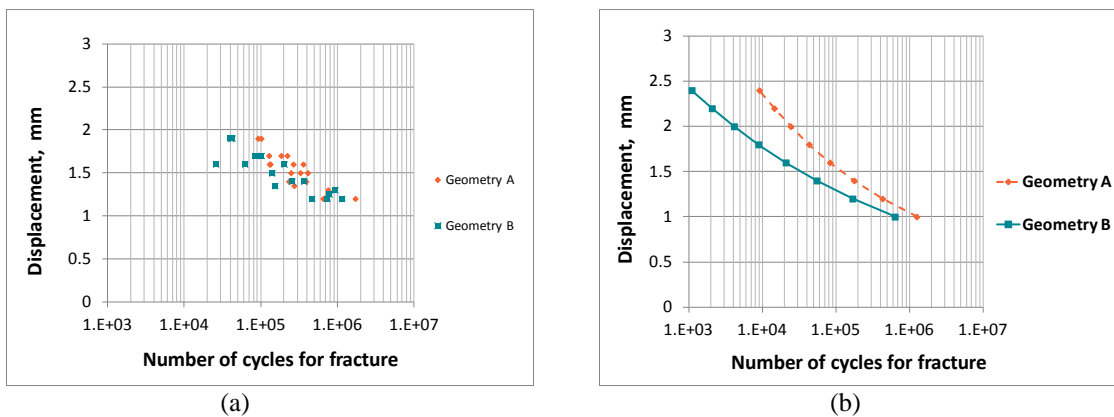 3
2.5
2
1.5
1
0.5
0
Displacement, mm
1.E+03 1.E+04 1.E+05 1.E+06 1.E+07
Number of cycles for fracture
Geometry A
Geometry B
(a)
3
2.5
2
1.5
1
0.5
0
Displacement, mm
1.E+03 1.E+04 1.E+05 1.E+06 1.E+07
Number of cycles for fracture
Geometry A
Geometry B
(b)